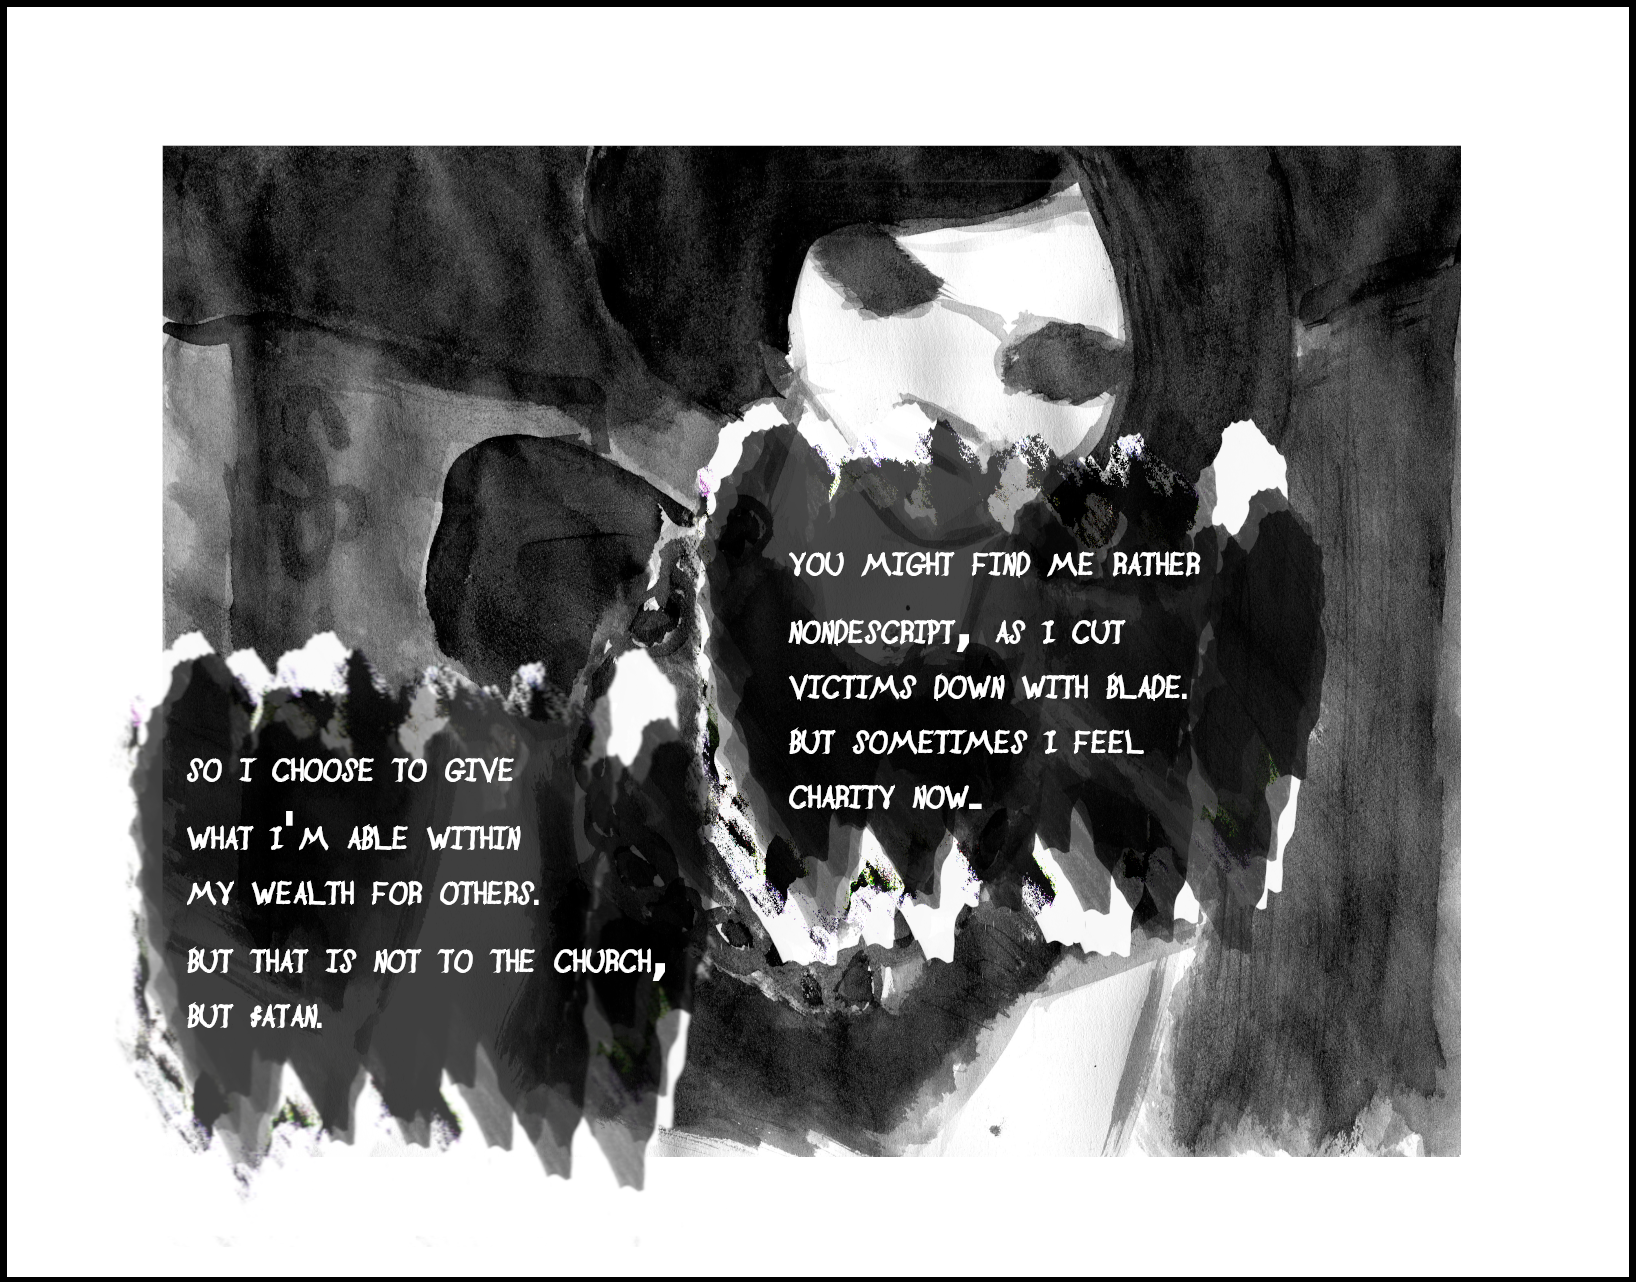 YOU MIGHT FIND ME RATHER
NONDESCRIPT, AS I CUT
VICTIMS DOWN WITH BLADE.
BUT SOMETIMES I FEEL
CHARITY NOW...
SO I CHOOSE TO GIVE
WHAT I'M ABLE WITHIN
MY WEALTH FOR OTHERS.
BUT THAT IS NOT TO THE CHURCH,
BUT $ATAN.